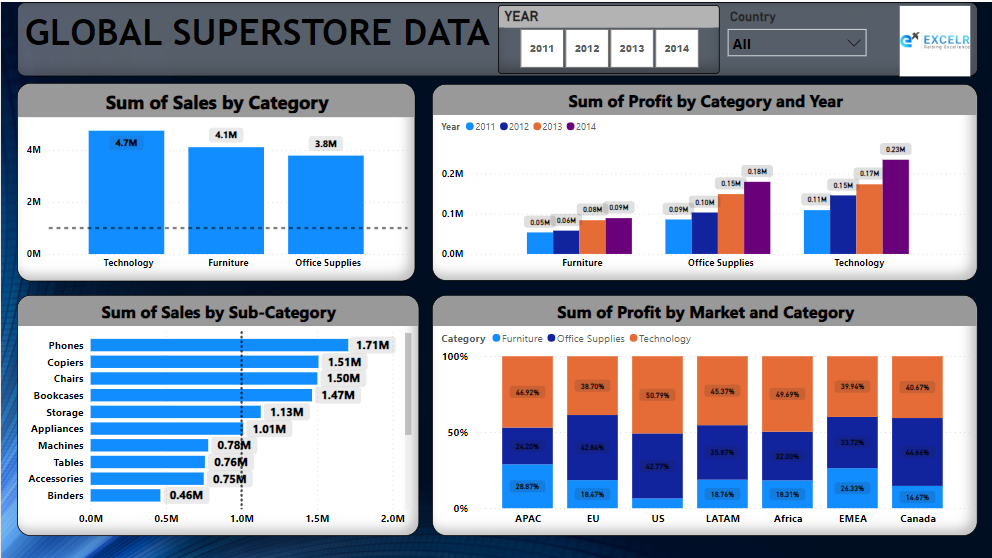 GLOBAL SUPERSTORE DATA
YEAR
2011 2012 2013 2014
Country
All
EXCELR
Raising Excellence
Sum of Sales by Category
4M
2M
0M
4.7M
4.1M
3.8M
Technology Furniture Office Supplies
Sum of Profit by Category and Year
Year 2011 2012 2013 2014
0.2M
0.1M
0.0M
0.05M 0.06M 0.08M 0.09M
0.09M 0.10M 0.15M 0.18M
0.11M 0.15M 0.17M 0.23M
Furniture Office Supplies Technology
Sum of Sales by Sub-Category
Phones 1.71M
Copiers 1.51M
Chairs 1.50M
Bookcases 1.47M
Storage 1.13M
Appliances 1.01M
Machines 0.78M
Tables 0.76M
Accessories 0.75M
Binders 0.46M
0.0M 0.5M 1.0M 1.5M 2.0M
Sum of Profit by Market and Category
Category Furniture Office Supplies Technology
100%
50%
0%
46.92% 38.70% 50.79% 45.37% 49.69% 39.94% 40.67%
24.20% 42.84% 42.77% 35.87% 32.00% 33.72% 44.66%
28.87% 18.47% 18.76% 18.31% 26.33% 14.67%
APAC EU US LATAM Africa EMEA Canada